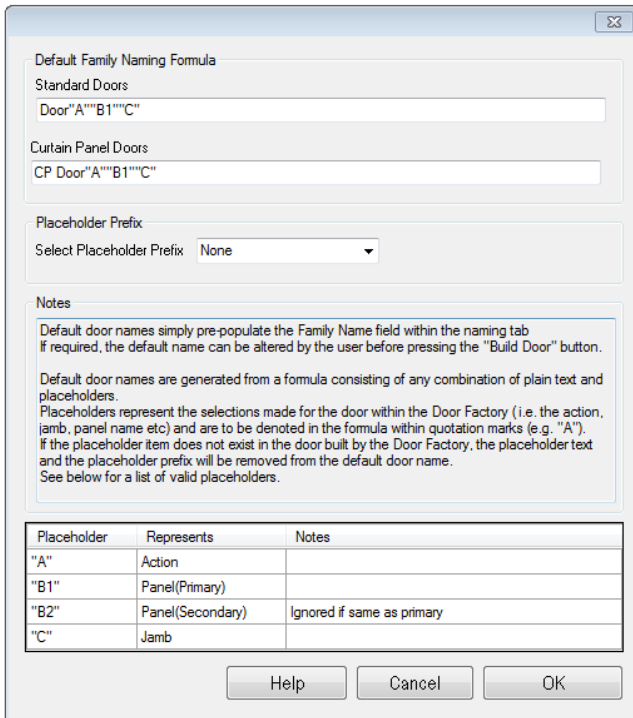 Default Family Naming Formula
Standard Doors
Door"A""B1""C"
Curtain Panel Doors
CP Door"A""B1""C"
Placeholder Prefix
Select Placeholder Prefix None
Notes
Default door names simply pre-populate the Family Name field within the naming tab
If required, the default name can be altered by the user before pressing the "Build Door" button.
Default door names are generated from a formula consisting of any combination of plain text and
placeholders.
Placeholders represent the selections made for the door within the Door Factory ( i.e. the action,
jamb, panel name etc) and are to be denoted in the formula within quotation marks (e.g. "A").
If the placeholder item does not exist in the door built by the Door Factory, the placeholder text
and the placeholder prefix will be removed from the default door name.
See below for a list of valid placeholders.
Placeholder Represents Notes
"A" Action
"B1" Panel(Primary)
"B2" Panel(Secondary) Ignored if same as primary
"C" Jamb
Help Cancel OK